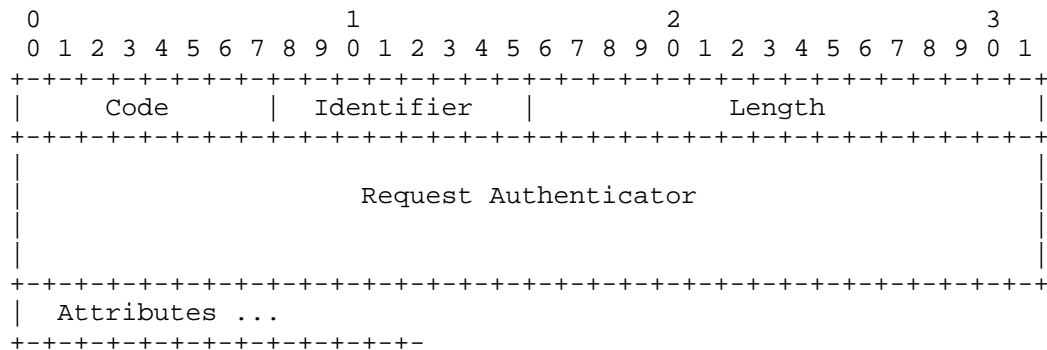 0                   1                   2                   3
 0 1 2 3 4 5 6 7 8 9 0 1 2 3 4 5 6 7 8 9 0 1 2 3 4 5 6 7 8 9 0 1
+-+-+-+-+-+-+-+-+-+-+-+-+-+-+-+-+-+-+-+-+-+-+-+-+-+-+-+-+-+-+-+-+
|     Code      |  Identifier   |            Length             |
+-+-+-+-+-+-+-+-+-+-+-+-+-+-+-+-+-+-+-+-+-+-+-+-+-+-+-+-+-+-+-+-+
|                                                               |
|                     Request Authenticator                     |
|                                                               |
|                                                               |
+-+-+-+-+-+-+-+-+-+-+-+-+-+-+-+-+-+-+-+-+-+-+-+-+-+-+-+-+-+-+-+-+
|  Attributes ...
+-+-+-+-+-+-+-+-+-+-+-+-+-